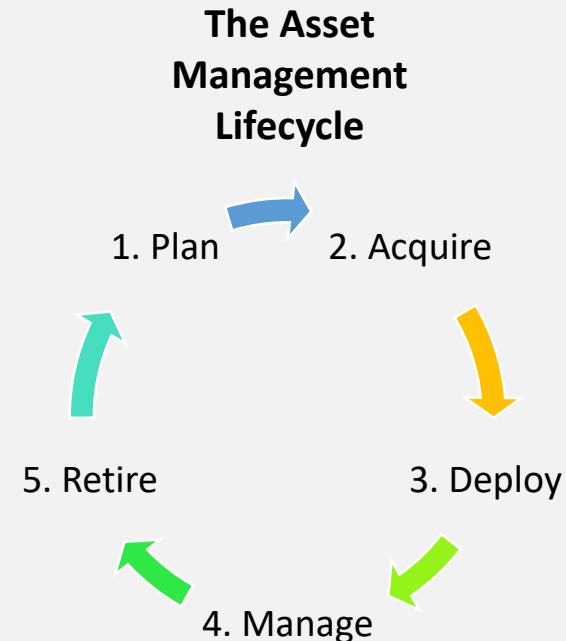 The Asset
Management
Lifecycle
1. Plan
2. Acquire
3. Deploy
4. Manage
5. Retire